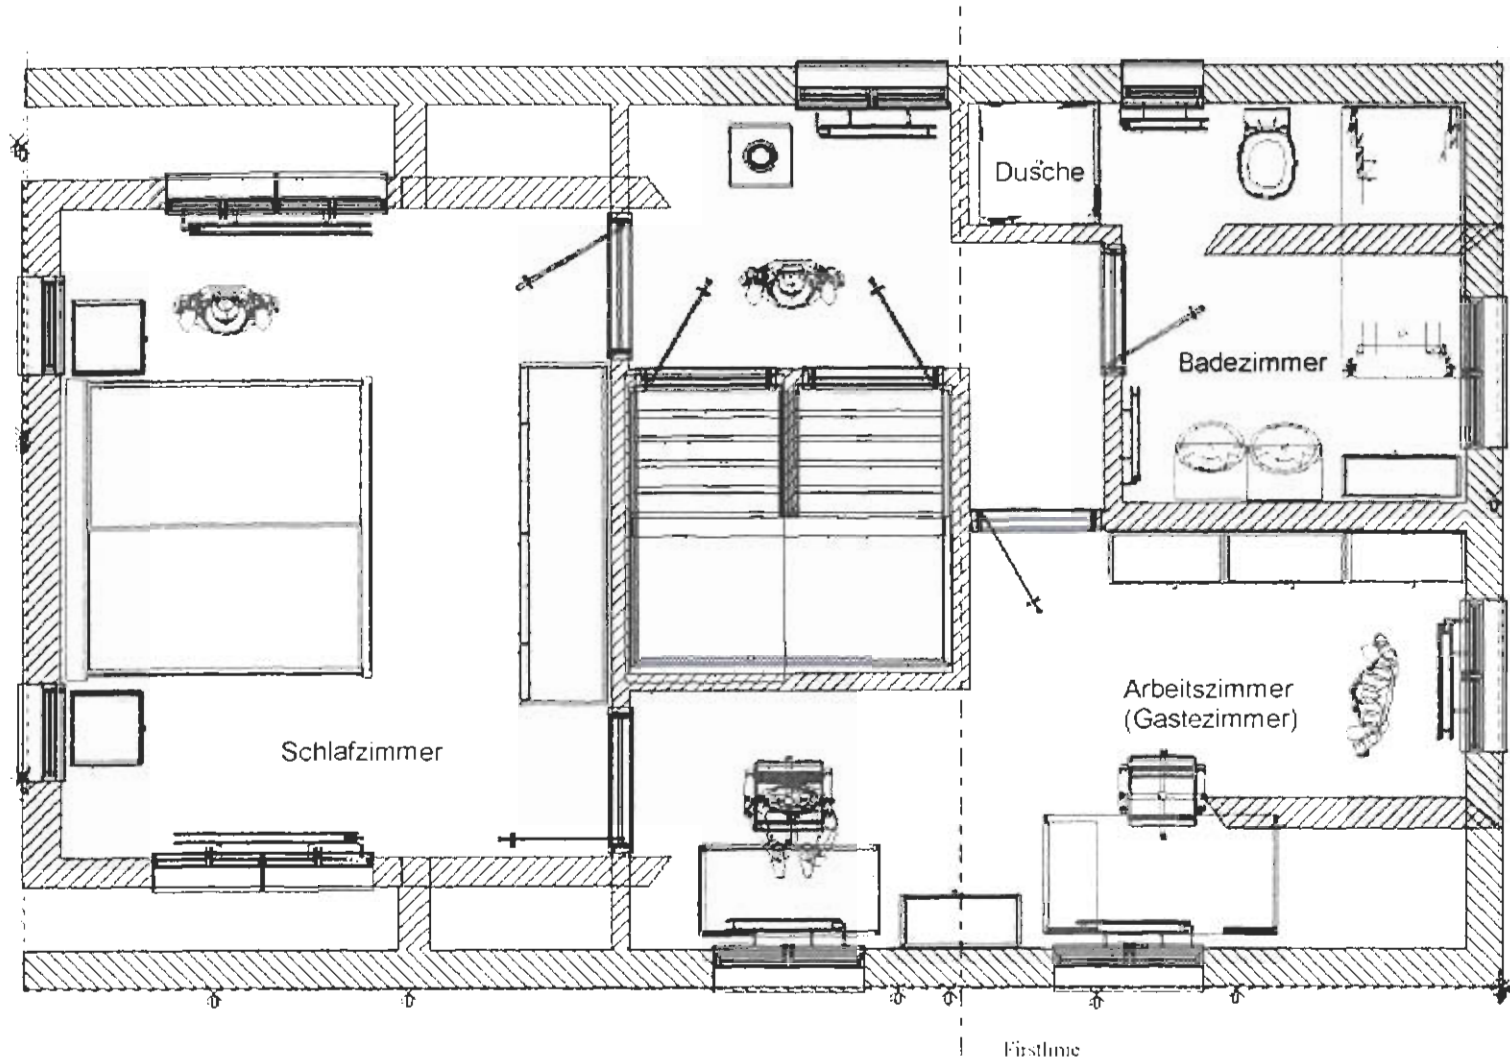 Dusche
Badezimmer
Arbeitszimmer
(Gastezimmer)
Schlafzimmer
Firstlinie